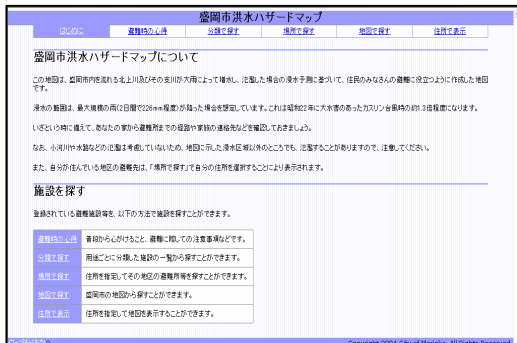 盛岡市洪水ハザードマップ
はじめに 避難時の心得 分類で探す 場所で探す 地図で探す 住所で表示
盛岡市洪水ハザードマップについて
この地図は、盛岡市内を流れる北上川及びその支川が大雨によって増水し、氾濫した場合の浸水予測に基づいて、住民のみなさんの避難に役立つように作成した地図
です。
浸水の範囲は、最大規模の雨(2日間で226mm程度)が降った場合を想定しています。これは昭和22年に大水害のあったカスリン台風時の約1.3倍程度になります。
いざという時に備えて、あなたの家から避難所までの経路や家族の連絡先などを確認しておきましょう。
なお、小河川や水路などの氾濫は考慮していないため、地図に示した浸水区域以外のところでも、氾濫することがありますので、注意してください。
また、自分が住んでいる地区の避難先は、「場所で探す」で自分の住所を選択することにより表示されます。
施設を探す
登録されている避難施設等を、以下の方法で施設を探すことができます。
避難時の心得 普段から心がけること、避難に際しての注意事項などです。
分類で探す 用途ごとに分類した施設の一覧から探すことができます。
場所で探す 住所を指定してその地区の避難所等を探すことができます。
地図で探す 盛岡市の地図から探すことができます。
住所で表示 住所を指定して地図を表示することができます。
Copyright 2004 City of Morioka. All Rights Reserved.